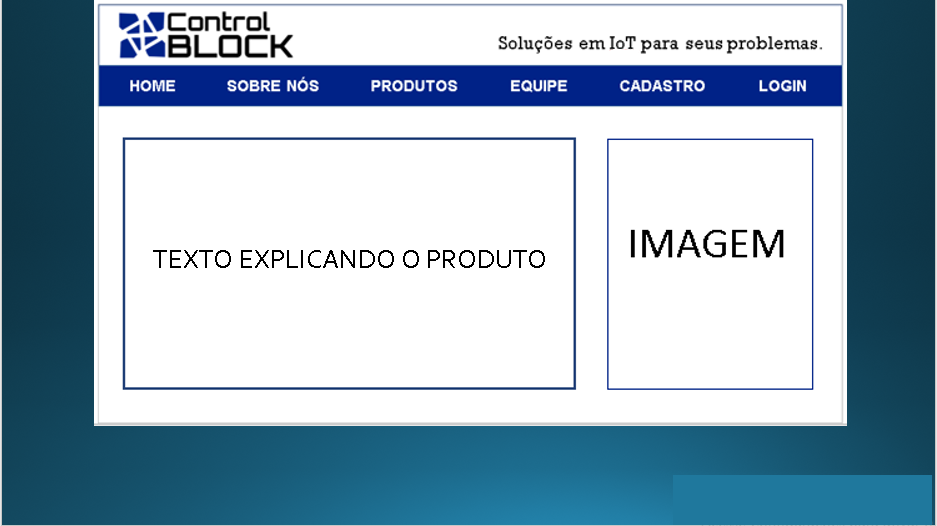 Control
BLOCK
Soluções em IoT para seus problemas.
HOME SOBRE NÓS PRODUTOS EQUIPE CADASTRO LOGIN
TEXTO EXPLICANDO O PRODUTO
IMAGEM